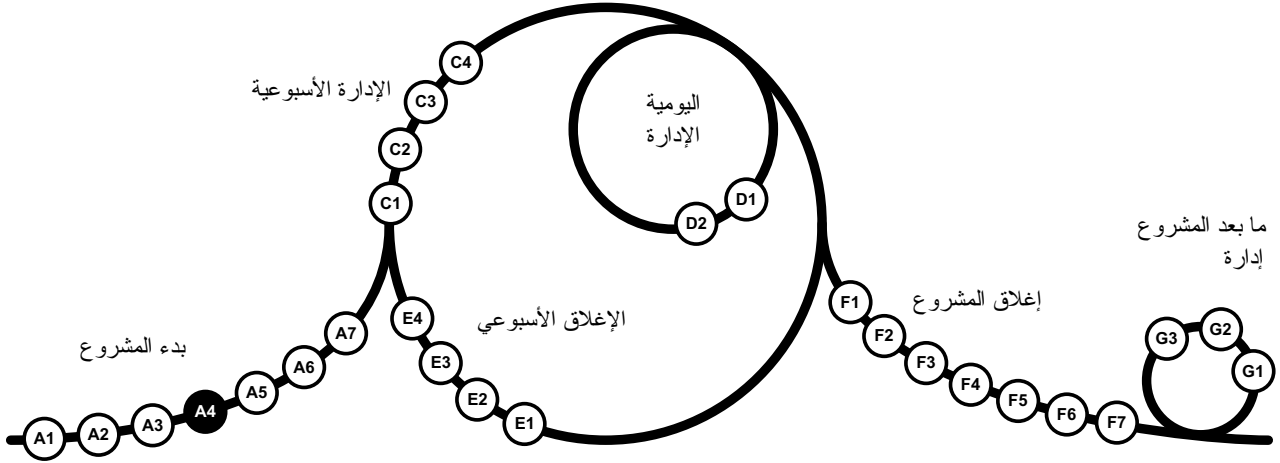 C4
C3
C2
C1
الإدارة الأسبوعية
اليومية
الإدارة
D1
D2
ما بعد المشروع
إدارة
بدء المشروع
A1
A2
A3
A4
A5
A6
A7
E4
E3
E2
E1
الإغلاق الأسبوعي
F1
F2
F3
F4
F5
F6
F7
إغلاق المشروع
G3
G2
G1